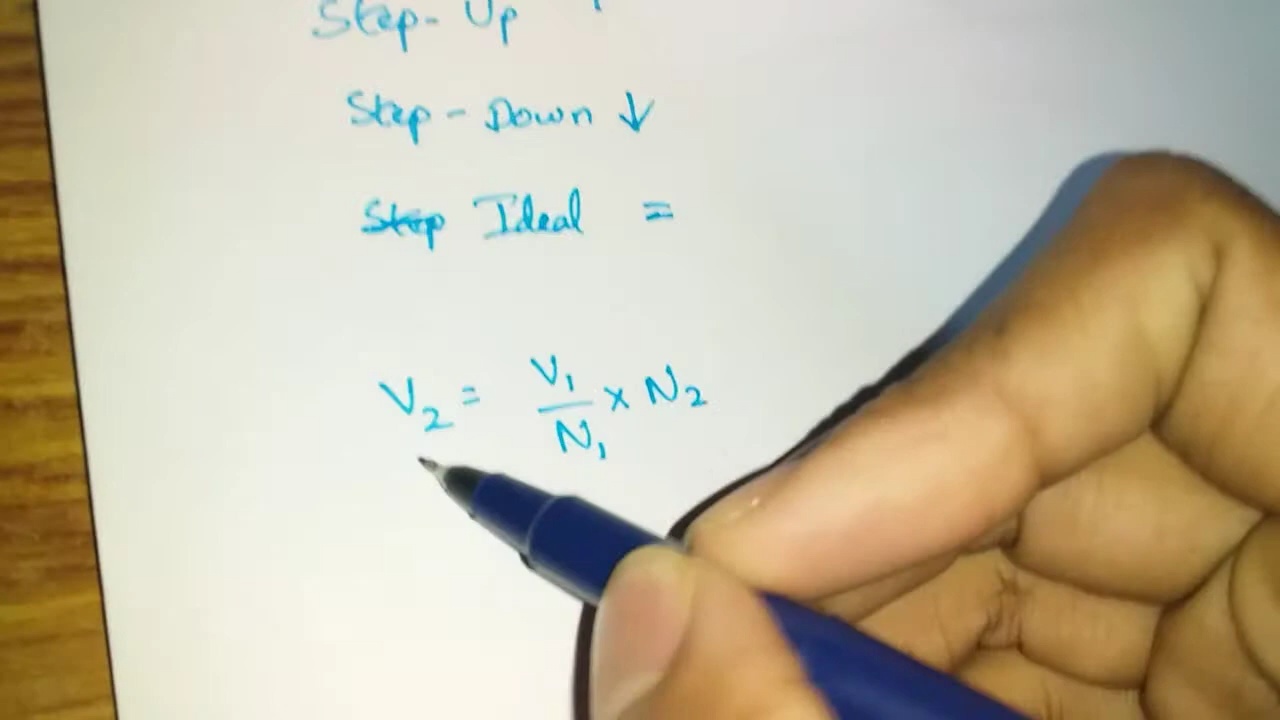 Step- Up
Step - Down ↓
Step Ideal =
V₂ = V₁/N₁ x N₂